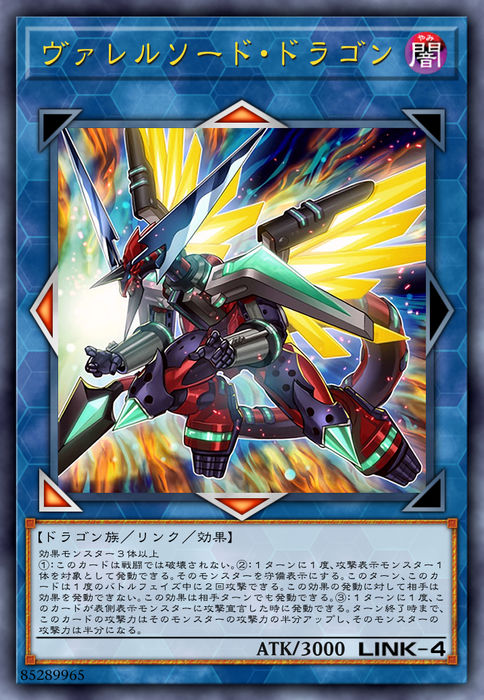 ヴァレルソード・ドラゴン
やみ
闇
【ドラゴン族／リンク／効果】
効果モンスター３体以上
①：このカードは戦闘では破壊されない。②：１ターンに１度、攻撃表示モンスター１
体を対象として発動できる。そのモンスターを守備表示にする。このターン、このカ
ードは１度のバトルフェイズ中に２回攻撃できる。この効果の発動に対して相手は
効果を発動できない。この効果は相手ターンでも発動できる。③：１ターンに１度、こ
のカードが表側表示モンスターに攻撃宣言した時に発動できる。ターン終了時まで、
このカードの攻撃力はそのモンスターの攻撃力の半分アップし、そのモンスターの
攻撃力は半分になる。
ATK/3000 LINK-4
85289965